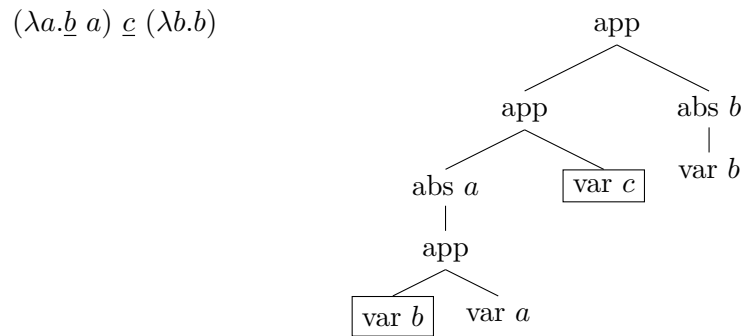 (λa.b a) c (λb.b)
app
app
abs b
var b
abs a
var c
app
var b
var a